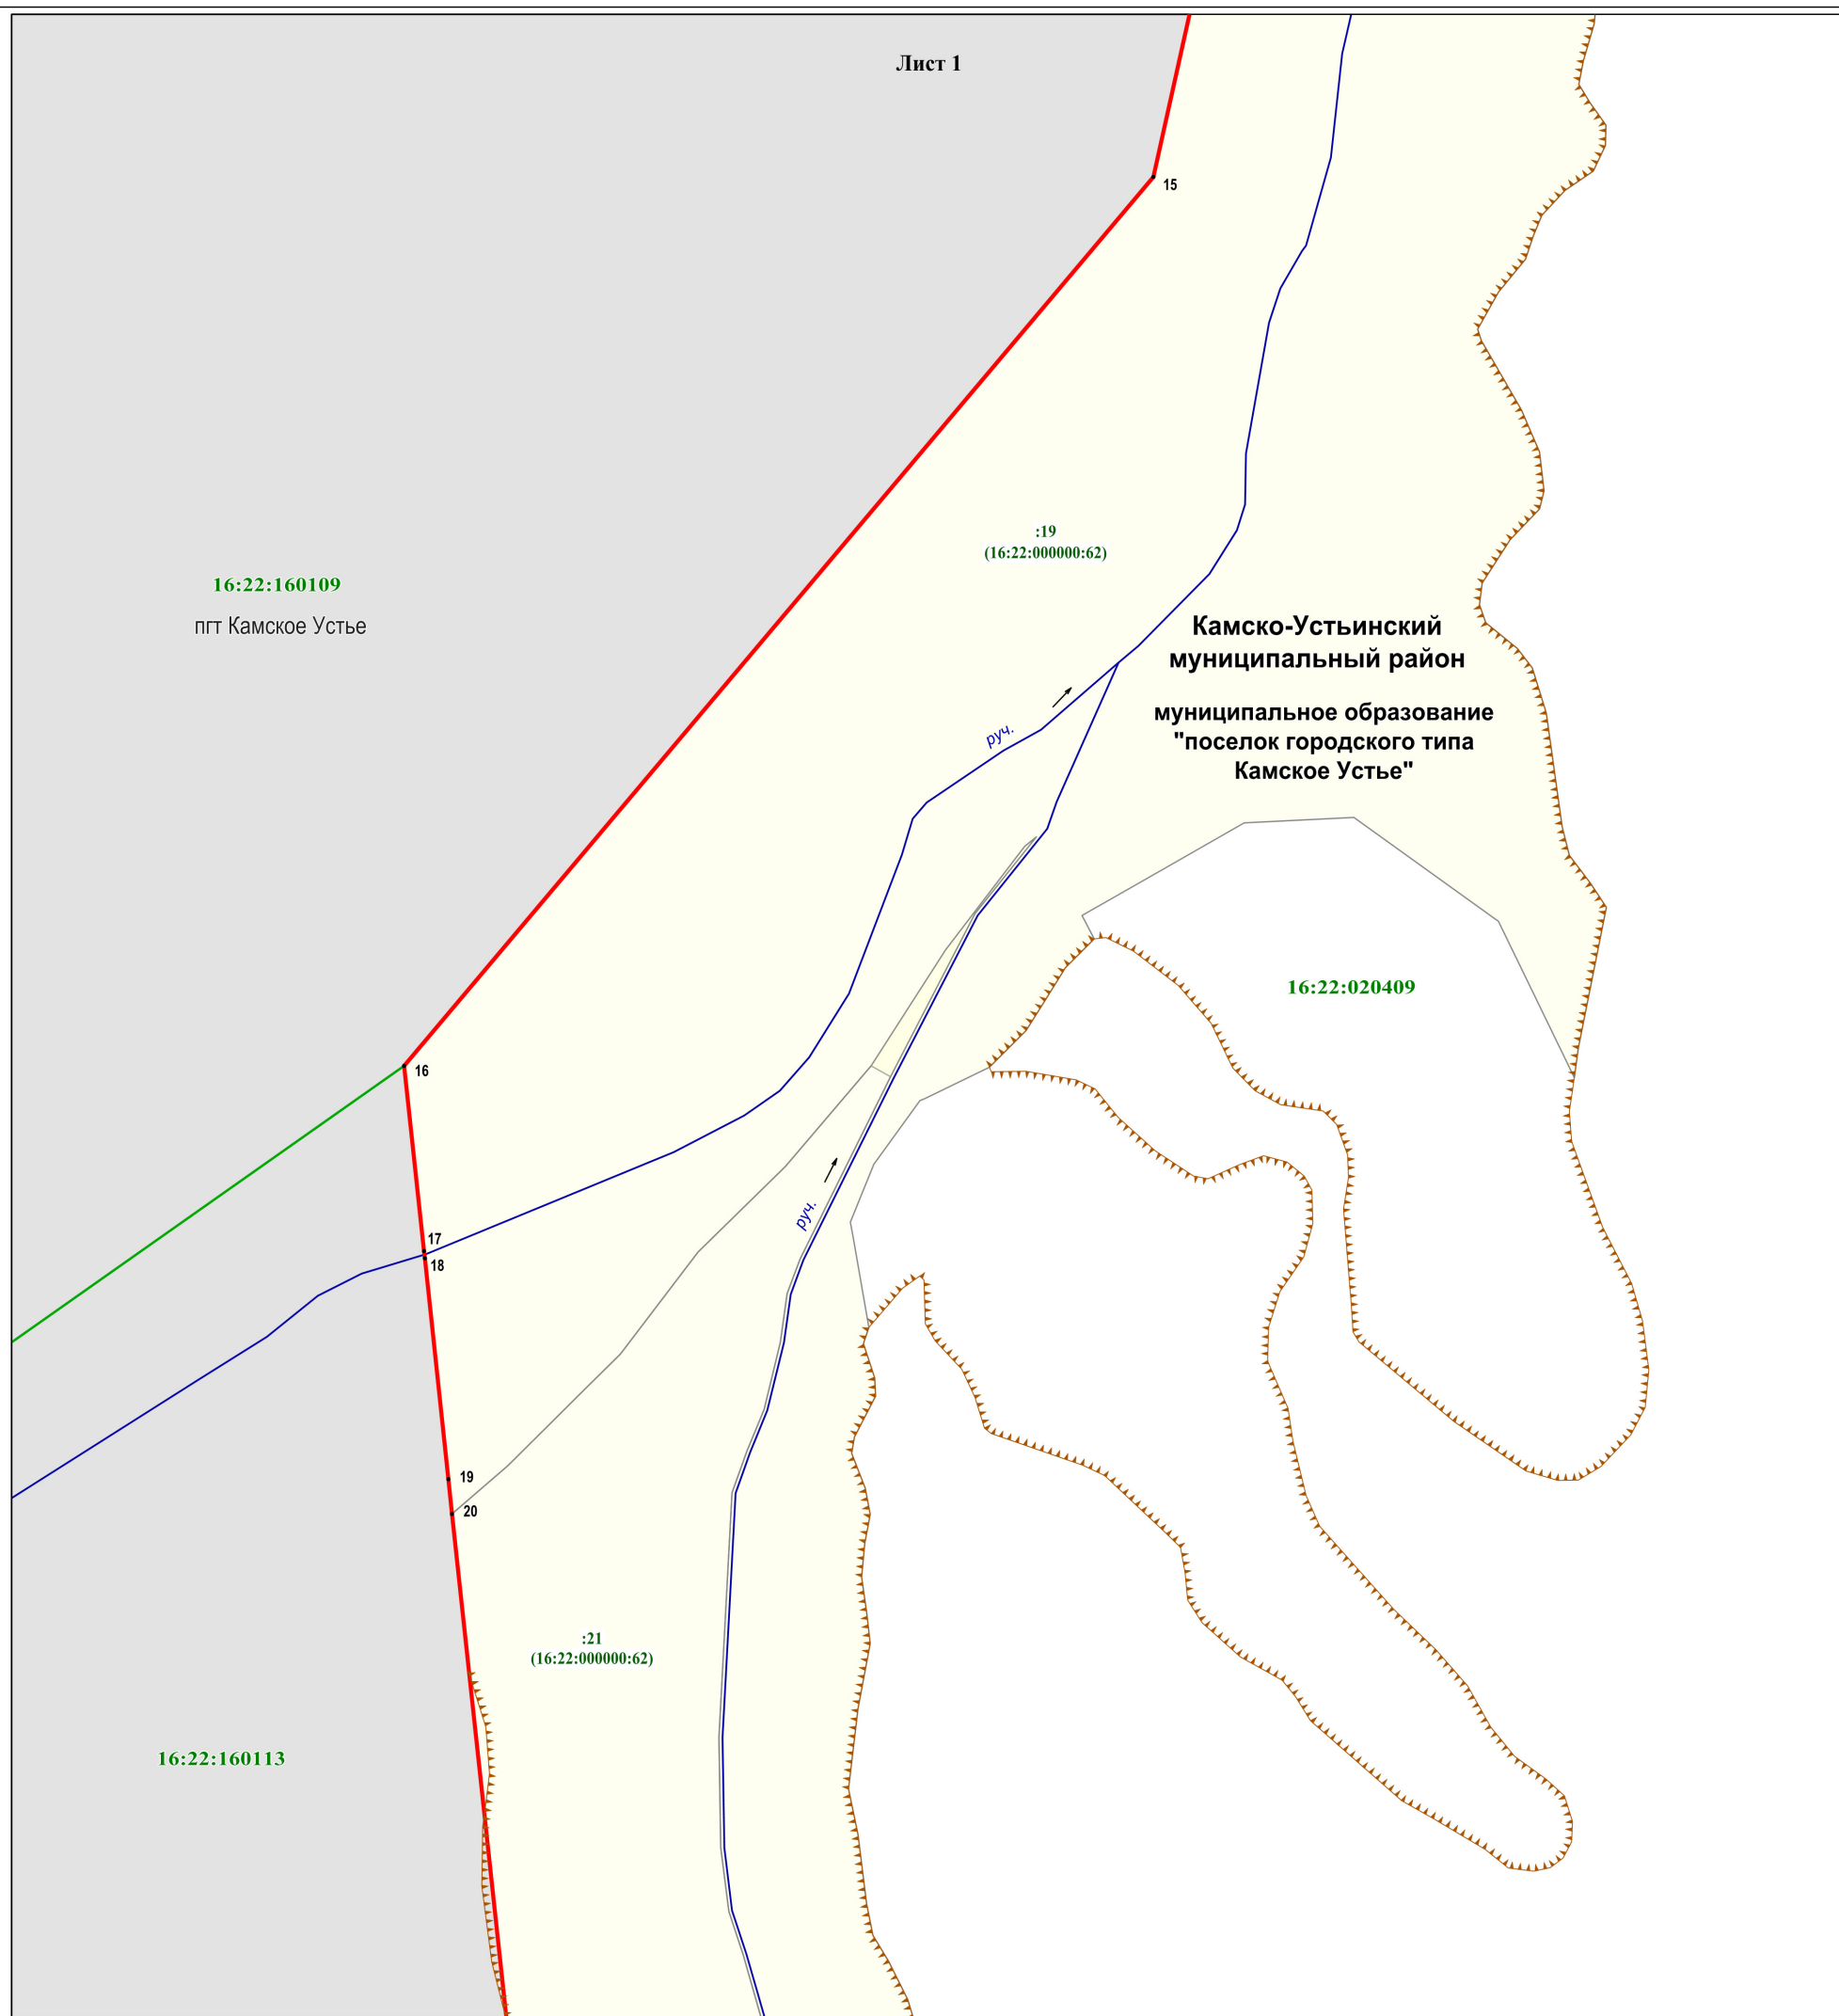 Лист 1
15
:19
(16:22:000000:62)
16:22:160109
пгт Камское Устье
Камско-Устьинский
муниципальный район
муниципальное образование
"поселок городского типа
Камское Устье"
руч.
16:22:020409
16
руч.
17
18
19
20
:21
(16:22:000000:62)
16:22:160113